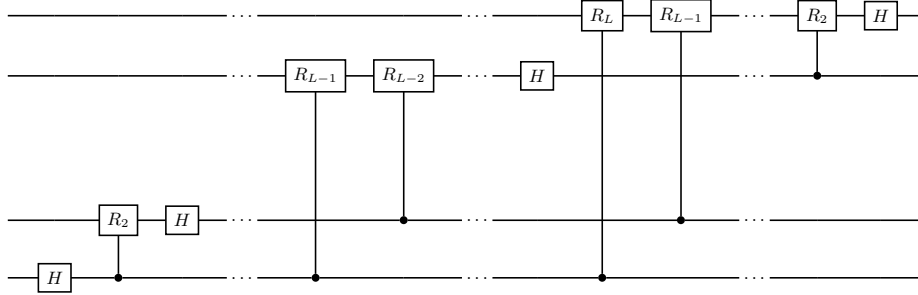 ··· R_L R_{L−1} ··· R_2 H
··· R_{L−1} R_{L−2} ··· H ···
R_2 H ··· ··· ···
H ··· ··· ···